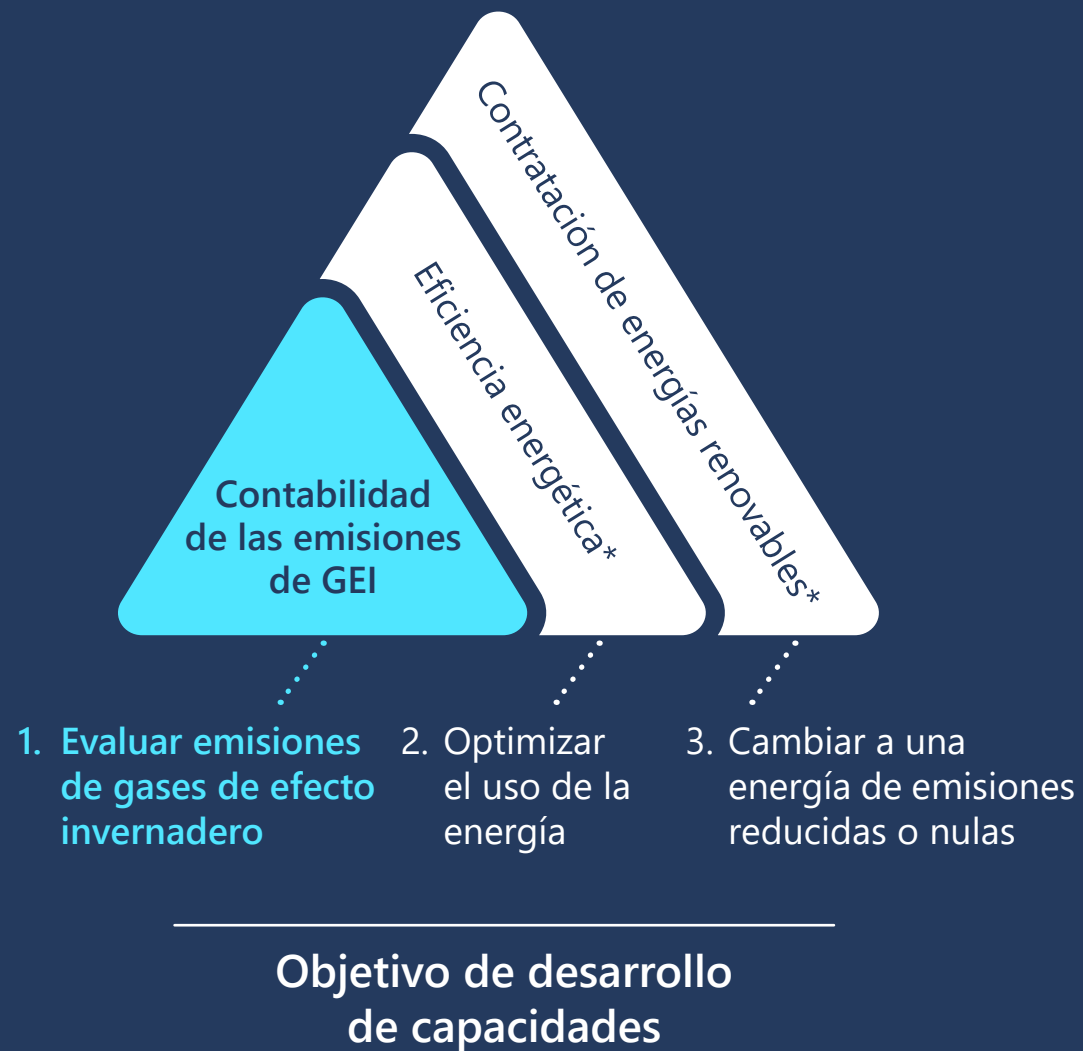 Contratación de energías renovables*
Eficiencia energética*
Contabilidad
de las emisiones
de GEI
1. Evaluar emisiones
de gases de efecto
invernadero
2. Optimizar
el uso de la
energía
3. Cambiar a una
energía de emisiones
reducidas o nulas
Objetivo de desarrollo
de capacidades